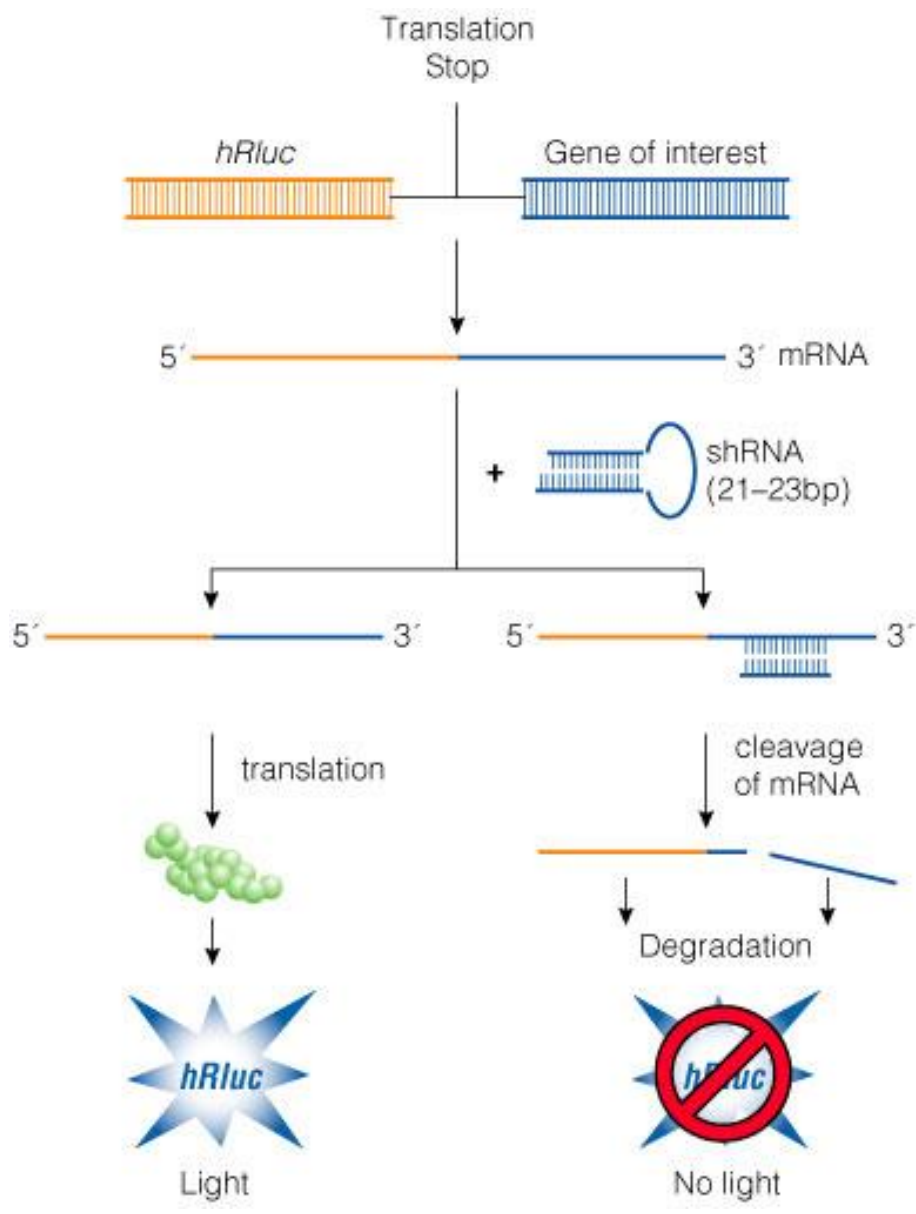 Translation
Stop
hRluc
Gene of interest
5´
3´ mRNA
+
shRNA
(21–23bp)
5´
3´
5´
3´
translation
cleavage
of mRNA
Degradation
hRluc
hRluc
Light
No light